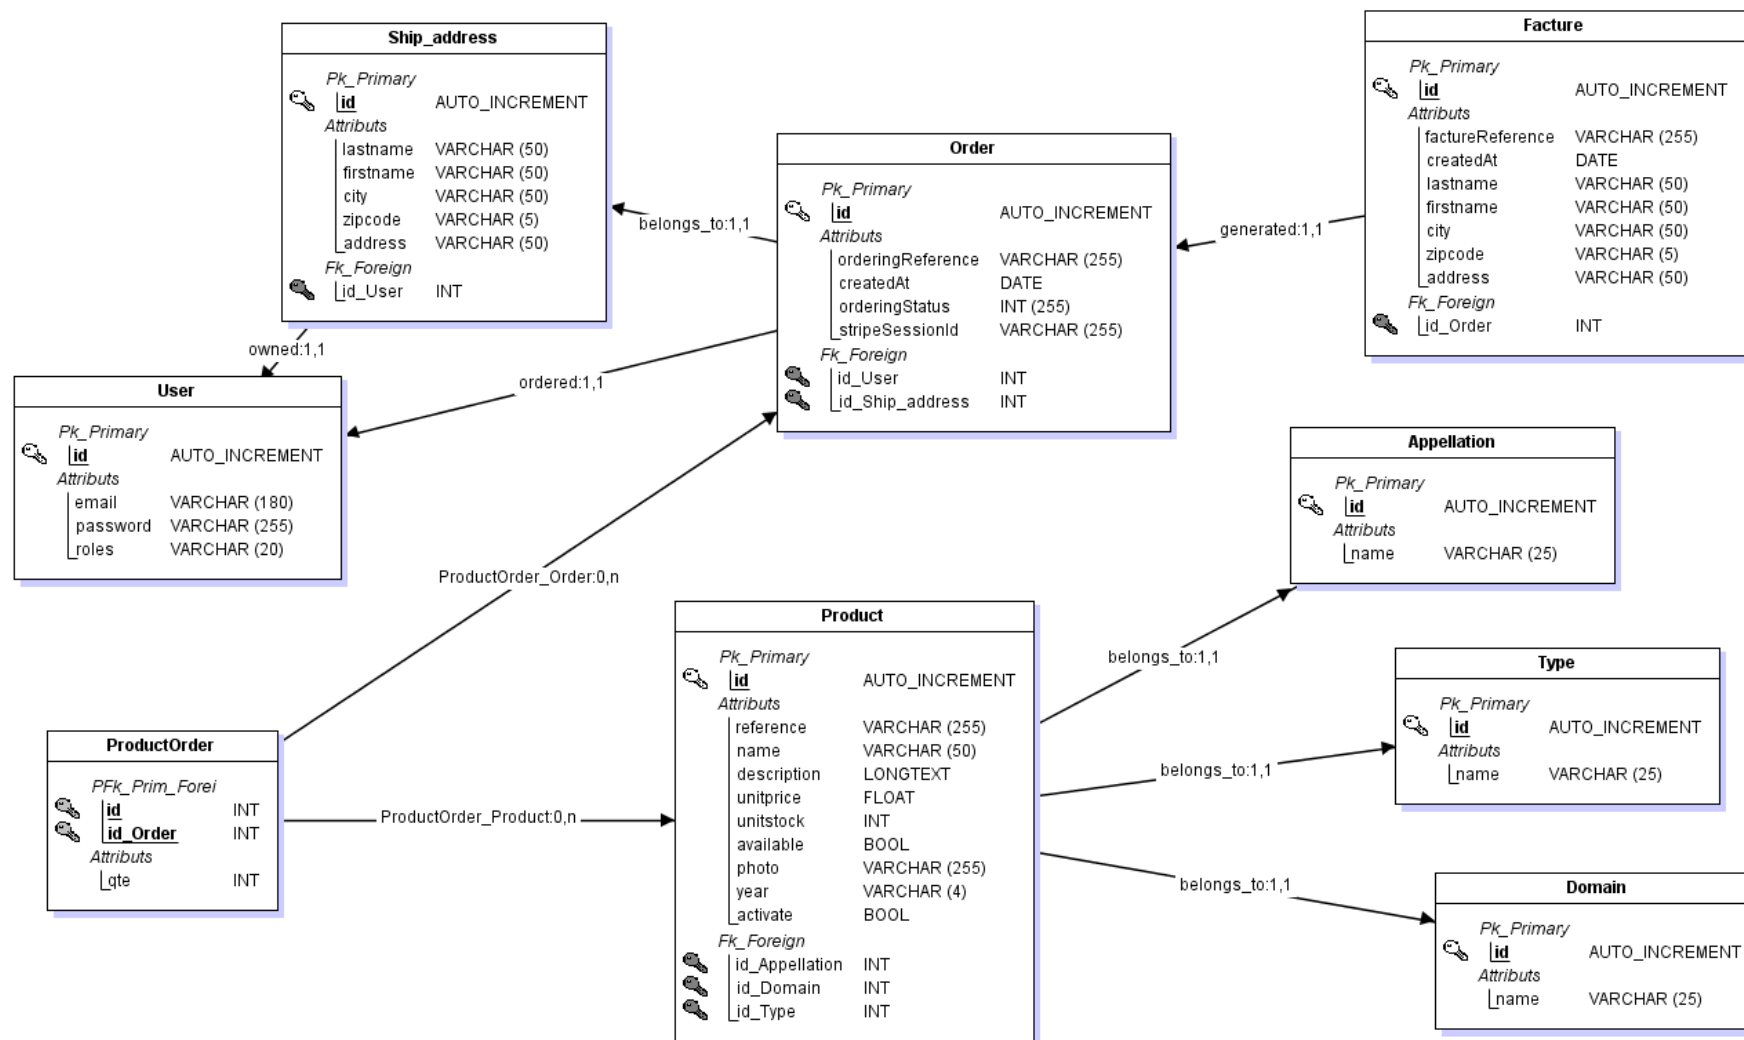 Ship_address
Pk_Primary
id AUTO_INCREMENT
Attributs
lastname VARCHAR (50)
firstname VARCHAR (50)
city VARCHAR (50)
zipcode VARCHAR (5)
address VARCHAR (50)
Fk_Foreign
id_User INT
Order
Pk_Primary
id AUTO_INCREMENT
Attributs
orderingReference VARCHAR (255)
createdAt DATE
orderingStatus INT (255)
stripeSessionId VARCHAR (255)
Fk_Foreign
id_User INT
id_Ship_address INT
Facture
Pk_Primary
id AUTO_INCREMENT
Attributs
factureReference VARCHAR (255)
createdAt DATE
lastname VARCHAR (50)
firstname VARCHAR (50)
city VARCHAR (50)
zipcode VARCHAR (5)
address VARCHAR (50)
Fk_Foreign
id_Order INT
belongs_to:1,1
generated:1,1
owned:1,1
ordered:1,1
User
Pk_Primary
id AUTO_INCREMENT
Attributs
email VARCHAR (180)
password VARCHAR (255)
roles VARCHAR (20)
Appellation
Pk_Primary
id AUTO_INCREMENT
Attributs
name VARCHAR (25)
ProductOrder_Order:0,n
Product
Pk_Primary
id AUTO_INCREMENT
Attributs
reference VARCHAR (255)
name VARCHAR (50)
description LONGTEXT
unitprice FLOAT
unitstock INT
available BOOL
photo VARCHAR (255)
year VARCHAR (4)
activate BOOL
Fk_Foreign
id_Appellation INT
id_Domain INT
id_Type INT
belongs_to:1,1
Type
Pk_Primary
id AUTO_INCREMENT
Attributs
name VARCHAR (25)
belongs_to:1,1
ProductOrder
PFk_Prim_Forei
id INT
id_Order INT
Attributs
qte INT
ProductOrder_Product:0,n
belongs_to:1,1
Domain
Pk_Primary
id AUTO_INCREMENT
Attributs
name VARCHAR (25)